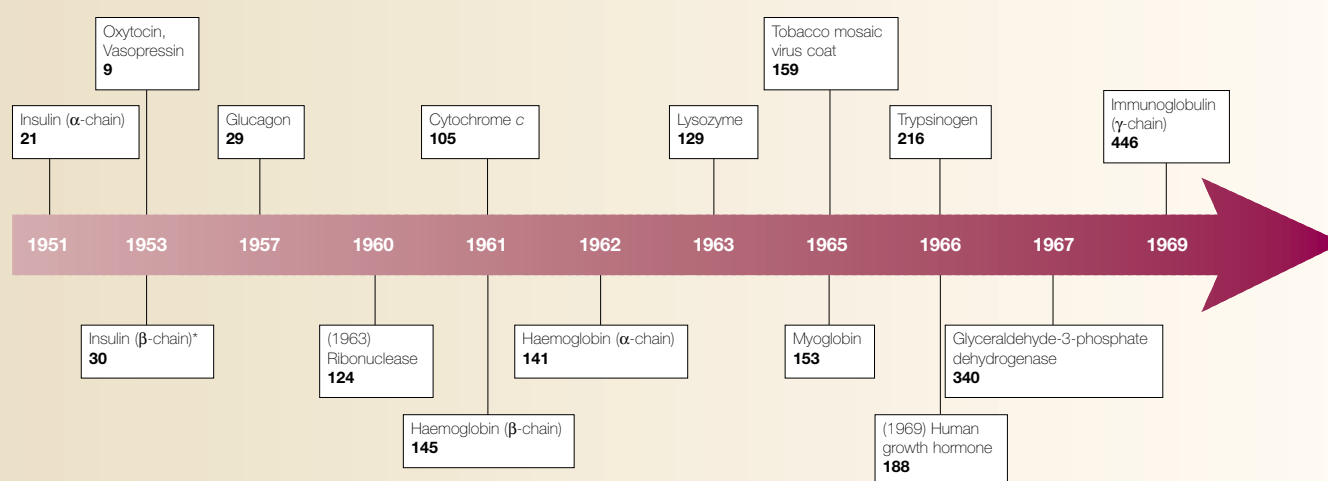 Oxytocin,
Vasopressin
9
Tobacco mosaic
virus coat
159
Insulin (α-chain)
21
Glucagon
29
Cytochrome c
105
Lysozyme
129
Trypsinogen
216
Immunoglobulin
(γ-chain)
446
1951 1953 1957 1960 1961 1962 1963 1965 1966 1967 1969
Insulin (β-chain)*
30
(1963)
Ribonuclease
124
Haemoglobin (α-chain)
141
Myoglobin
153
Glyceraldehyde-3-phosphate
dehydrogenase
340
Haemoglobin (β-chain)
145
(1969) Human
growth hormone
188